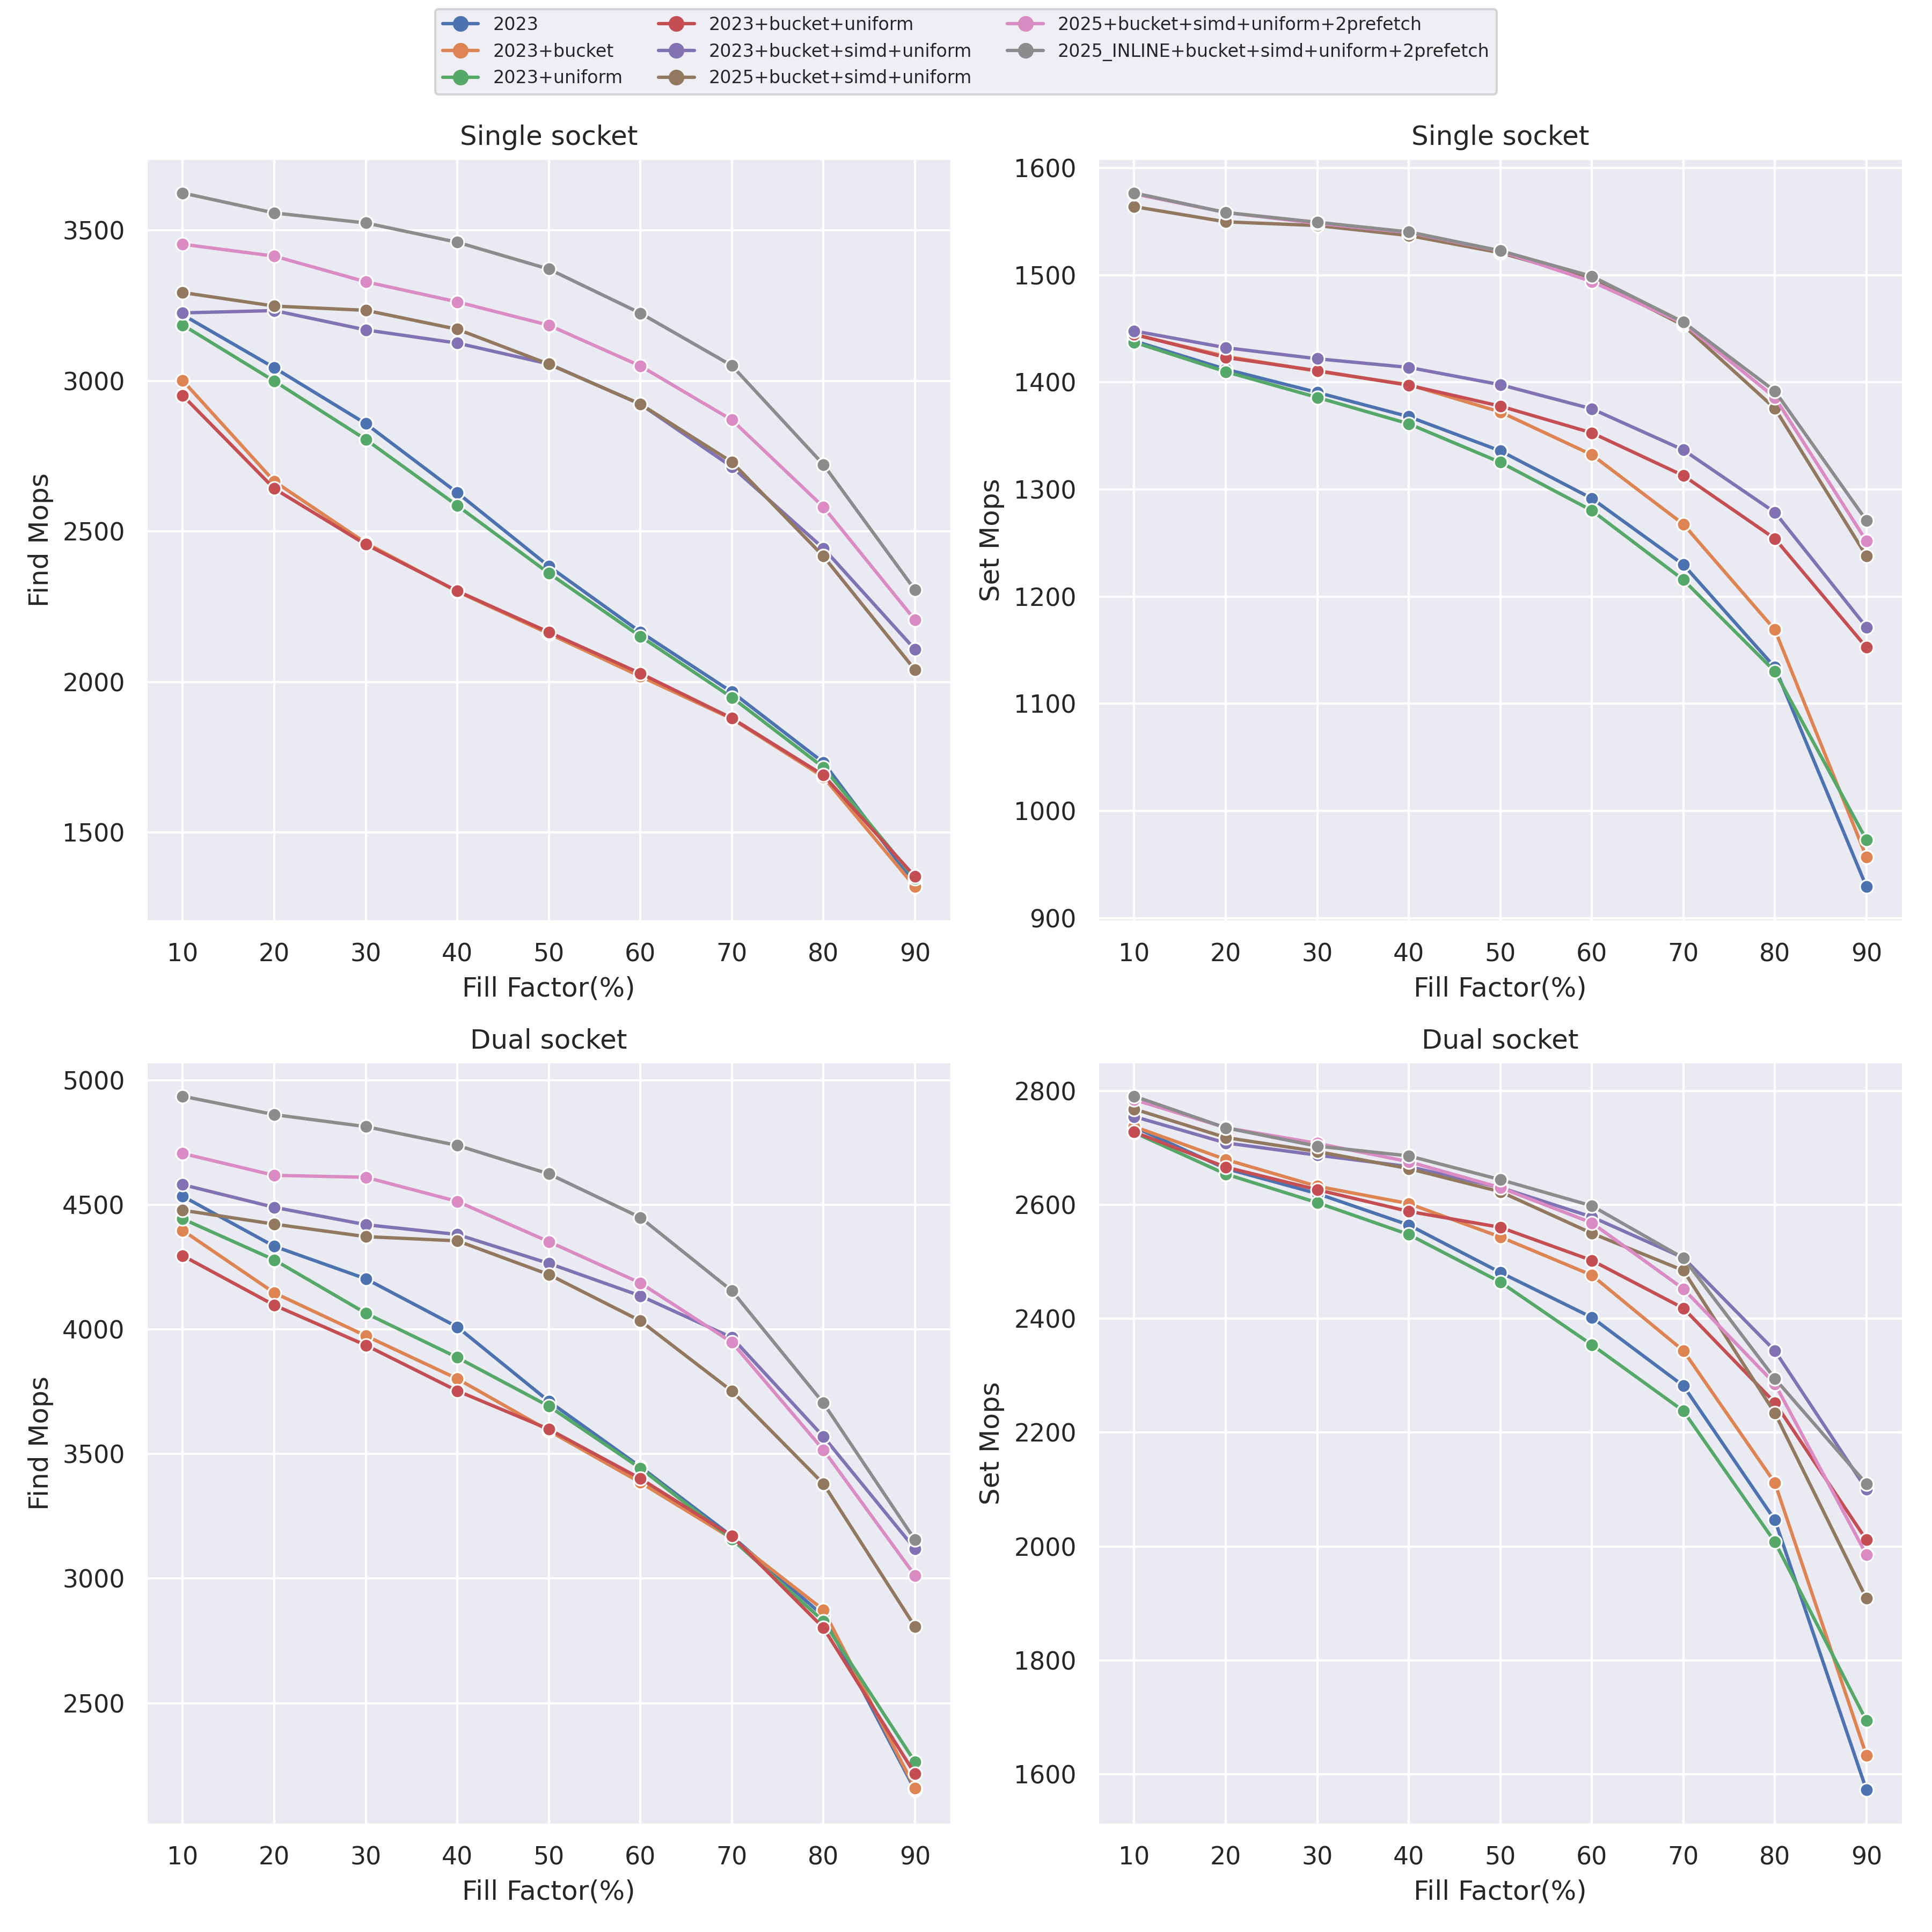 2023
2023+bucket
2023+uniform
2023+bucket+uniform
2023+bucket+simd+uniform
2025+bucket+simd+uniform
2025+bucket+simd+uniform+2prefetch
2025_INLINE+bucket+simd+uniform+2prefetch
Single socket
Find Mops
3500
3000
2500
2000
1500
10 20 30 40 50 60 70 80 90
Fill Factor(%)
Single socket
Set Mops
1600
1500
1400
1300
1200
1100
1000
900
10 20 30 40 50 60 70 80 90
Fill Factor(%)
Dual socket
Find Mops
5000
4500
4000
3500
3000
2500
10 20 30 40 50 60 70 80 90
Fill Factor(%)
Dual socket
Set Mops
2800
2600
2400
2200
2000
1800
1600
10 20 30 40 50 60 70 80 90
Fill Factor(%)